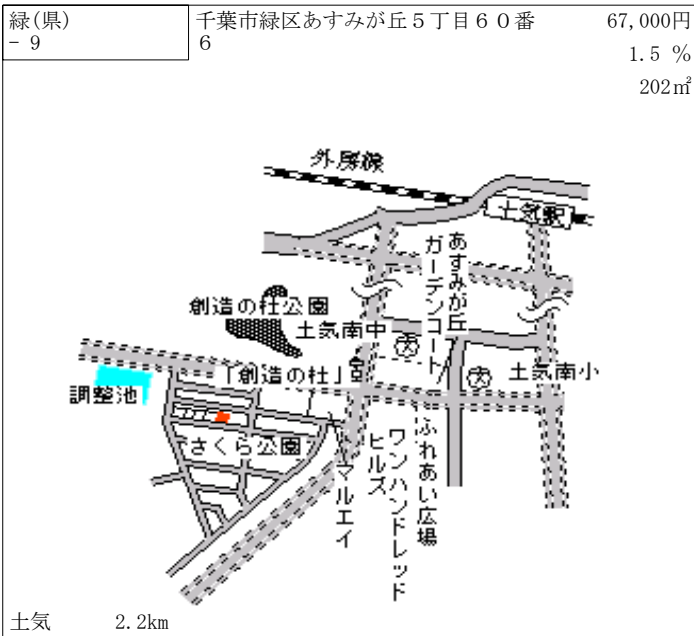 緑(県)
- 9
千葉市緑区あすみが丘5丁目60番
6
67,000円
1.5 %
202㎡
外房線
土気駅
あすみが丘
ガーデンコート
創造の杜公園
土気南中
文
「創造の杜」
調整池
文
土気南小
さくら公園
マルエイ
ワンハンドレッド
ヒルズ
ふれあい広場
土気 2.2km